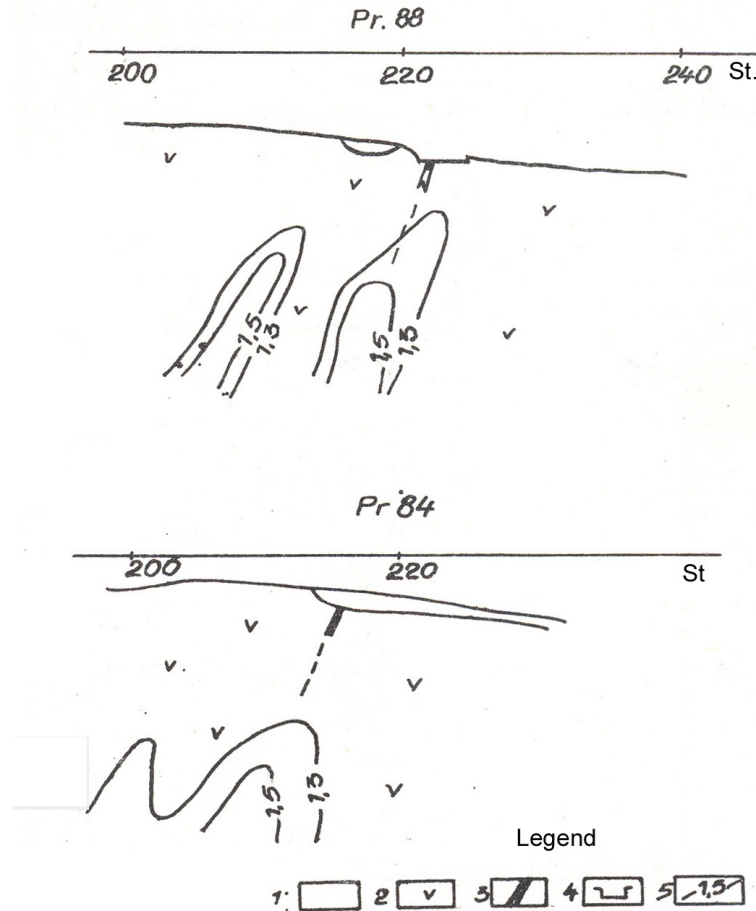 Pr. 88
200 220 240 St.
v
v
v
v
v
1,5 1,3 1,5 1,3
Pr 84
200 220 St
v
v.
v
v
v
1,5 1,3
Legend
1: 2 v 3 4 5 1,5